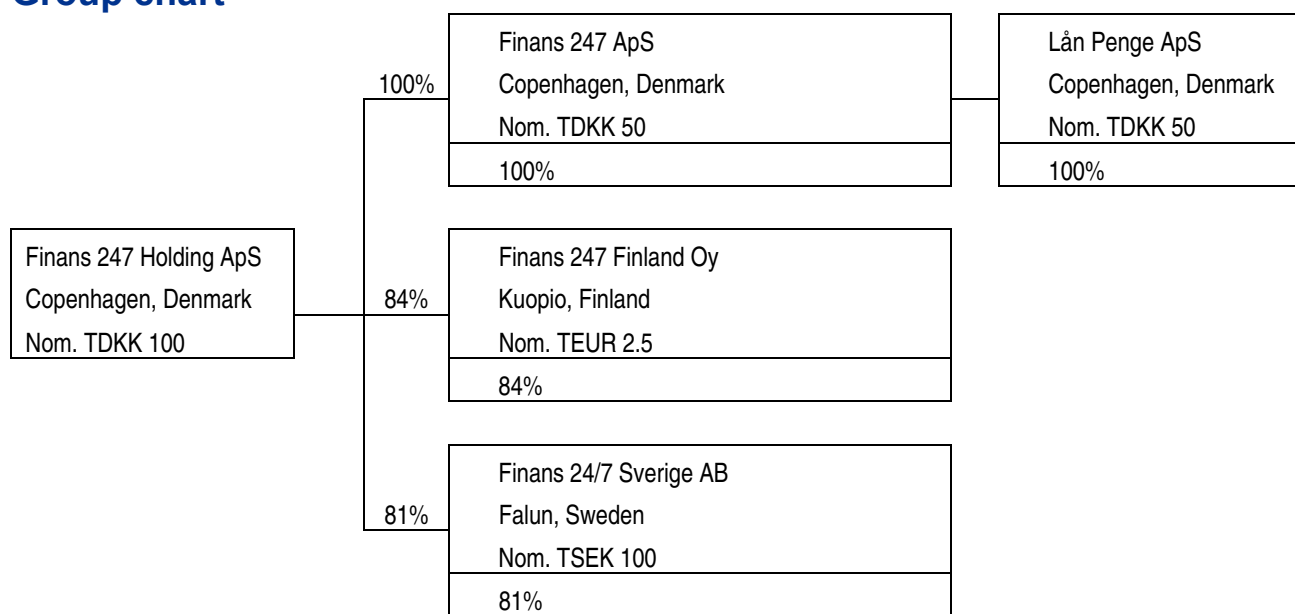 Group chart
Finans 247 ApS
Copenhagen, Denmark
Nom. TDKK 50
100%
100%
Lån Penge ApS
Copenhagen, Denmark
Nom. TDKK 50
100%
Finans 247 Holding ApS
Copenhagen, Denmark
Nom. TDKK 100
84%
Finans 247 Finland Oy
Kuopio, Finland
Nom. TEUR 2.5
84%
81%
Finans 24/7 Sverige AB
Falun, Sweden
Nom. TSEK 100
81%